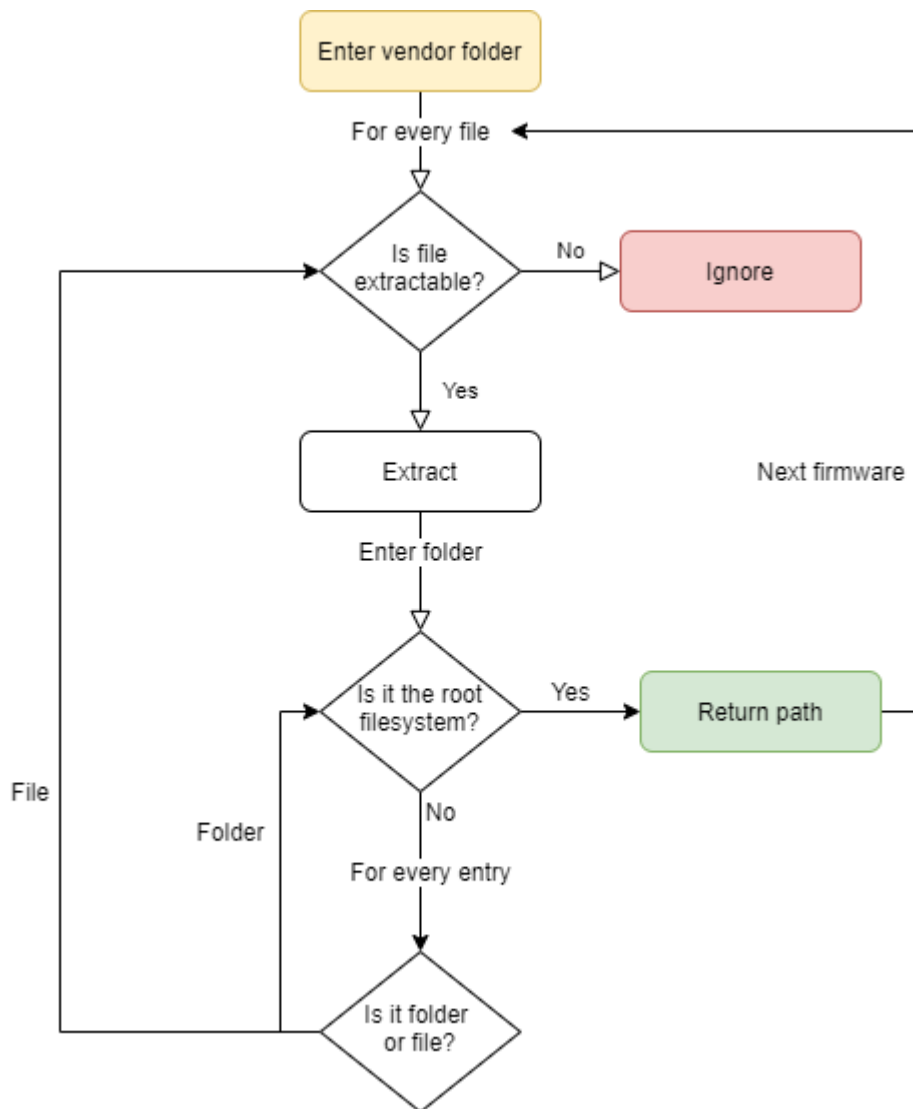 Enter vendor folder
For every file
Is file
extractable?
No
Ignore
Yes
Extract
Next firmware
Enter folder
Is it the root
filesystem?
Yes
Return path
No
File
Folder
For every entry
Is it folder
or file?